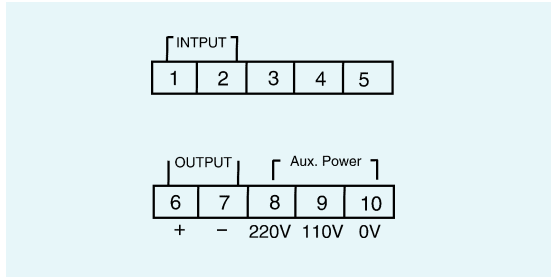 INTPUT
1 2 3 4 5
OUTPUT Aux. Power
6 7 8 9 10
+ − 220V 110V 0V